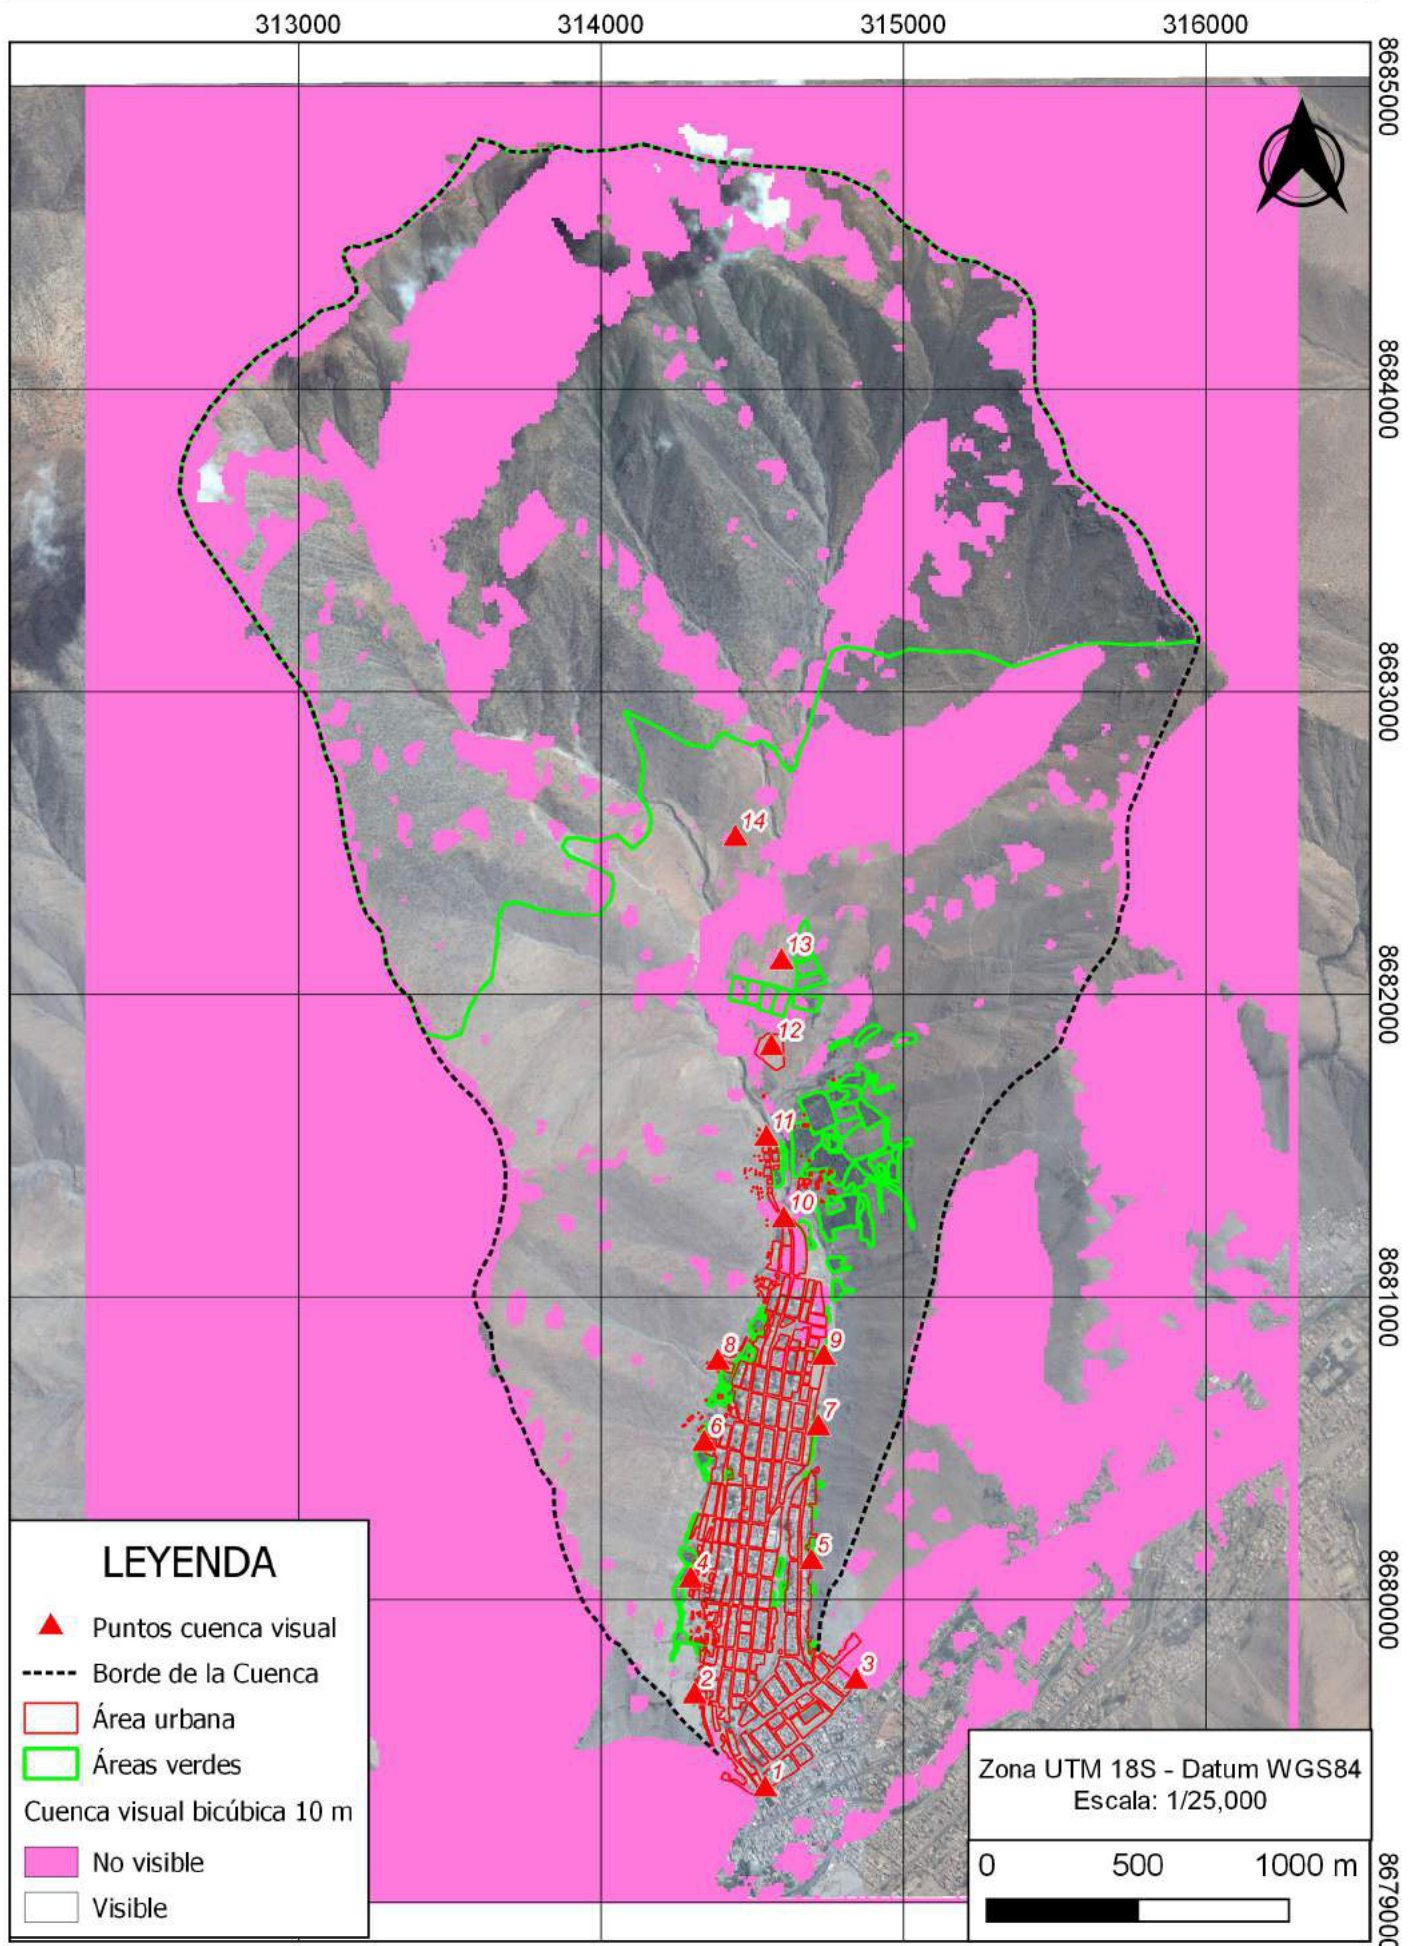 313000 314000 315000 316000
8685000
8684000
8683000
14
13
8682000
12
11
10
8681000
8
9
7
6
5
4
8680000
3
2
1
LEYENDA
Puntos cuenca visual
Borde de la Cuenca
Área urbana
Áreas verdes
Cuenca visual bicúbica 10 m
No visible
Visible
Zona UTM 18S - Datum WGS84
Escala: 1/25,000
0 500 1000 m
8679000